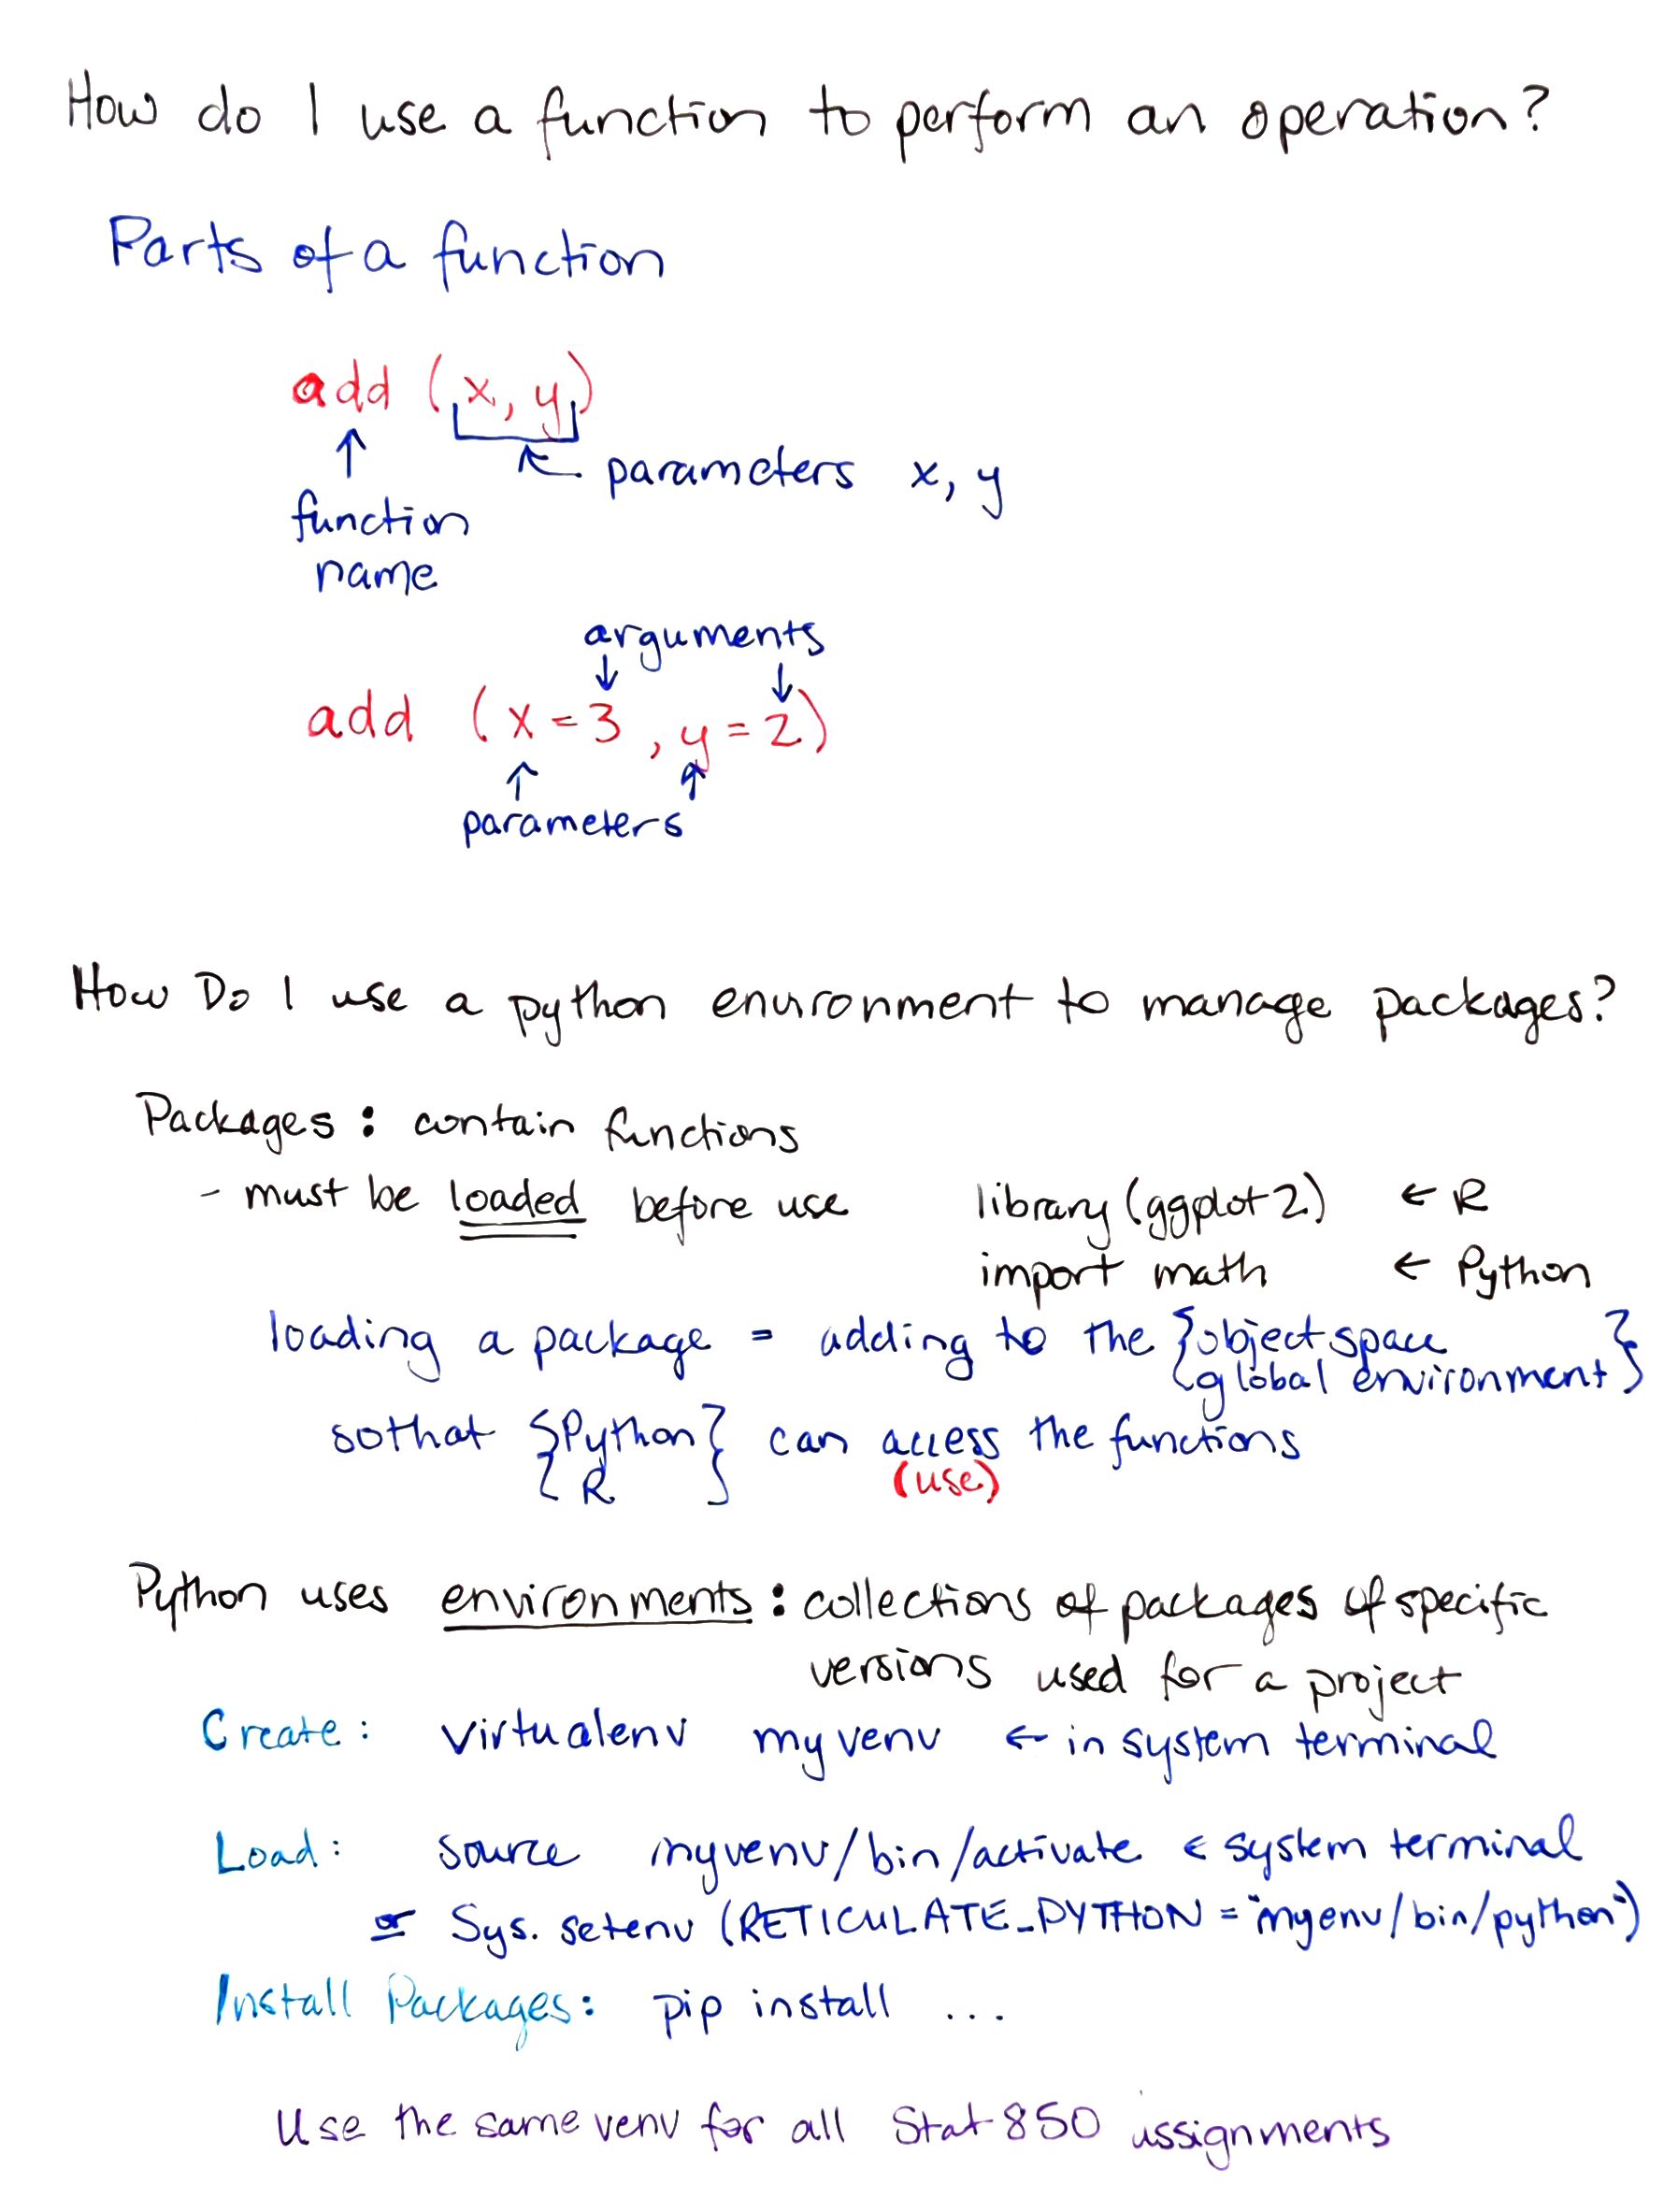 How do I use a function to perform an operation?
Parts of a function
add (x, y)
parameters x, y
function
name
arguments
add (x = 3, y = 2)
parameters
How Do I use a python environment to manage packages?
Packages: contain functions
- must be loaded before use library(ggplot2) ← R
import math ← Python
loading a package = adding to the {object space
{global environment}
so that {Python} can access the functions
R (use)
Python uses environments: collections of packages of specific
versions used for a project
Create: virtualenv myvenv ← in system terminal
Load: source myvenv/bin/activate ← system terminal
or Sys.setenv (RETICULATE_PYTHON = "myenv/bin/python")
Install Packages: pip install ...
Use the same venv for all Stat 850 assignments